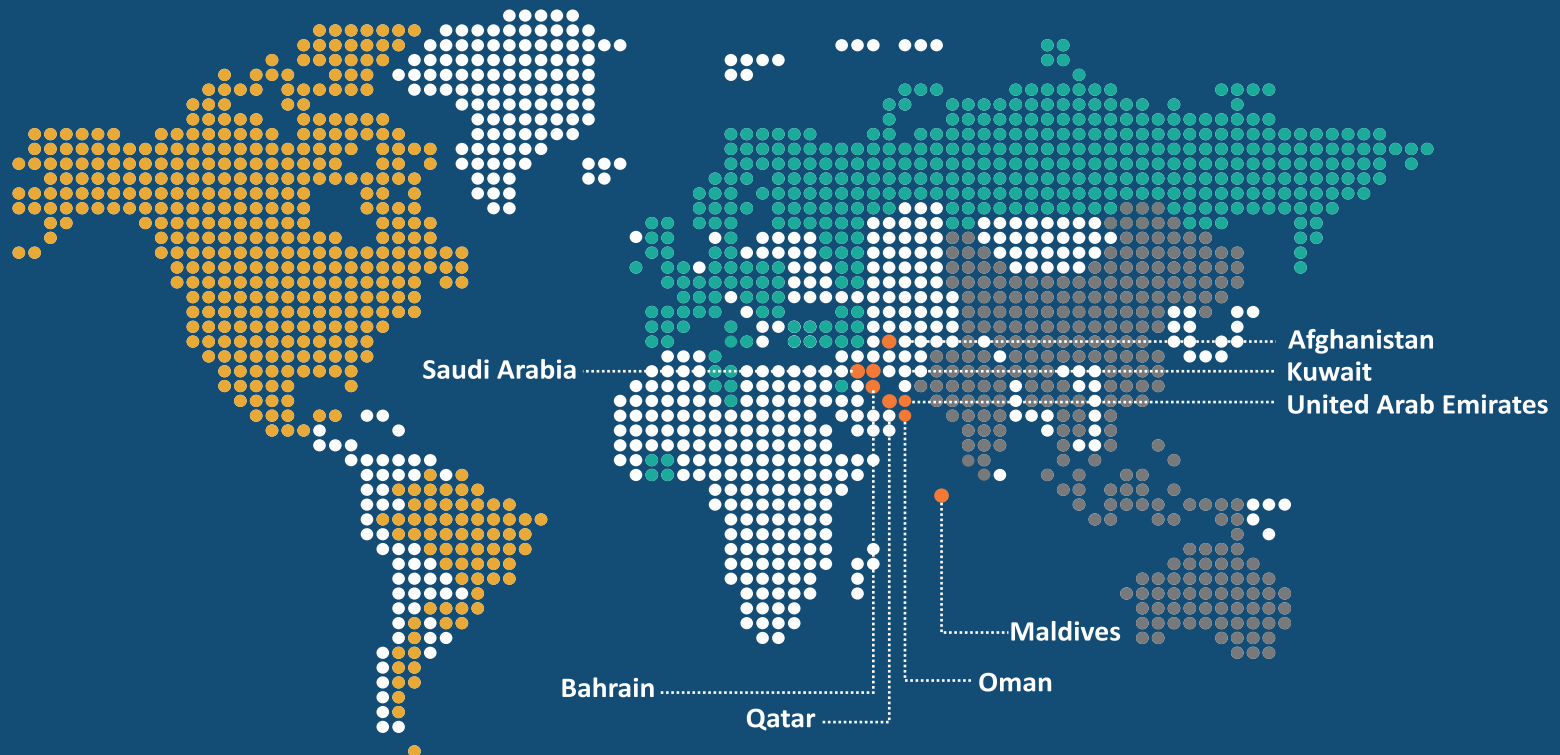 Afghanistan
Saudi Arabia
Kuwait
United Arab Emirates
Maldives
Oman
Bahrain
Qatar